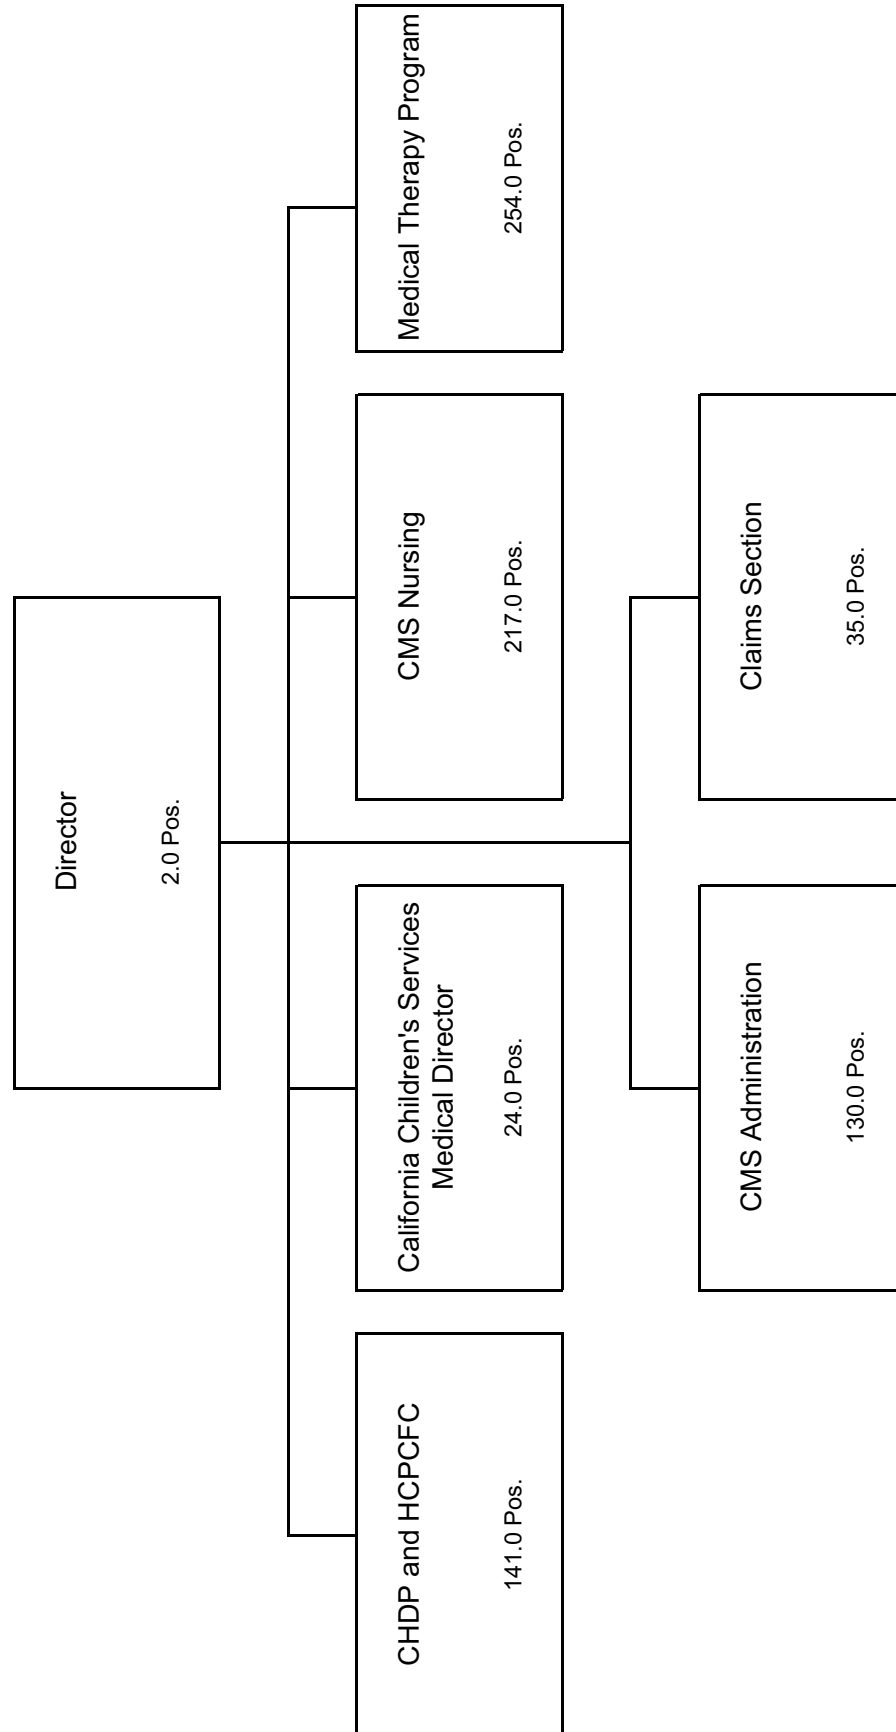 Director
2.0 Pos.
CHDP and HCPCFC
141.0 Pos.
California Children's Services
Medical Director
24.0 Pos.
CMS Nursing
217.0 Pos.
Medical Therapy Program
254.0 Pos.
CMS Administration
130.0 Pos.
Claims Section
35.0 Pos.